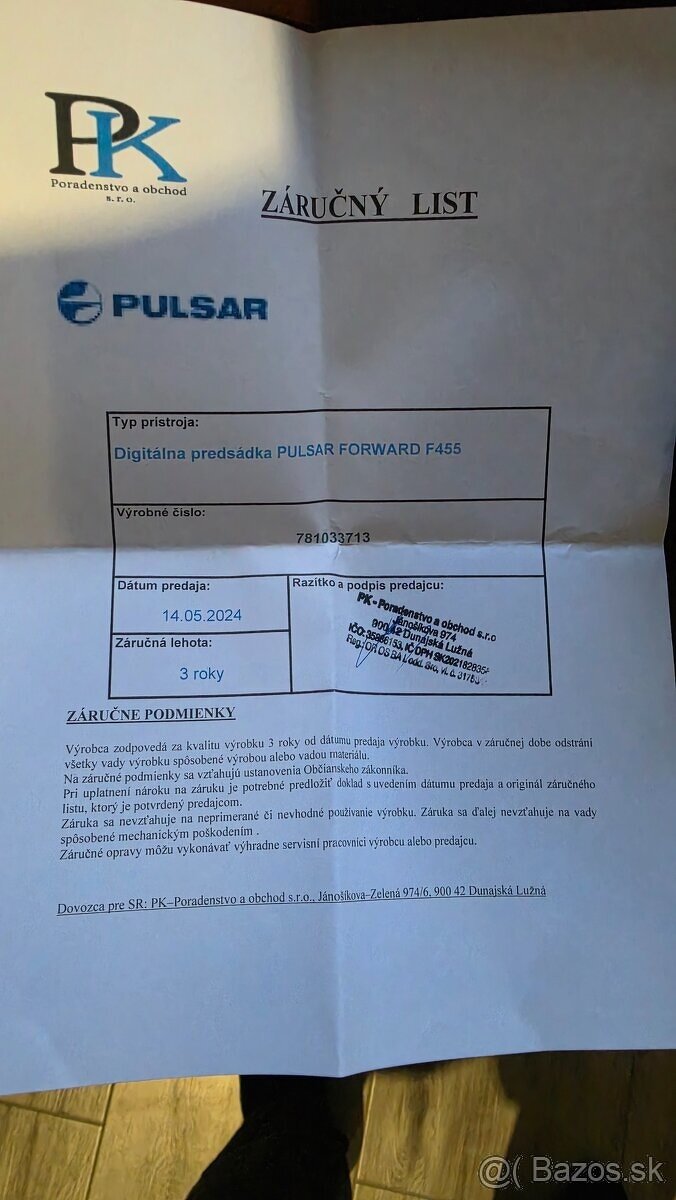 PK
Poradenstvo a obchod
s. r. o.
ZÁRUČNÝ LIST
PULSAR
Typ prístroja:
Digitálna predsádka PULSAR FORWARD F455
Výrobné číslo:
781033713
Dátum predaja:
14.05.2024
Záručná lehota:
3 roky
Razítko a podpis predajcu:
PK - Poradenstvo a obchod s.r.o
Jánošíkova 974
900 42 Dunajská Lužná
ZÁRUČNE PODMIENKY
Výrobca zodpovedá za kvalitu výrobku 3 roky od dátumu predaja výrobku. Výrobca v záručnej dobe odstráni
všetky vady výrobku spôsobené výrobou alebo vadou materiálu.
Na záručné podmienky sa vzťahujú ustanovenia Občianskeho zákonníka.
Pri uplatnení nároku na záruku je potrebné predložiť doklad s uvedením dátumu predaja a originál záručného
listu, ktorý je potvrdený predajcom.
Záruka sa nevzťahuje na neprimerané či nevhodné používanie výrobku. Záruka sa ďalej nevzťahuje na vady
spôsobené mechanickým poškodením .
Záručné opravy môžu vykonávať výhradne servisní pracovníci výrobcu alebo predajcu.
Dovozca pre SR: PK–Poradenstvo a obchod s.r.o., Jánošíkova–Zelená 974/6, 900 42 Dunajská Lužná
@( Bazos.sk